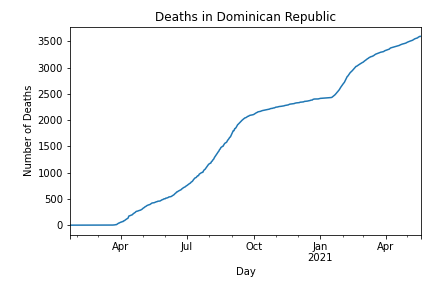 Deaths in Dominican Republic
3500
3000
2500
2000
1500
1000
500
0
Number of Deaths
Apr
Jul
Oct
Jan
2021
Apr
Day